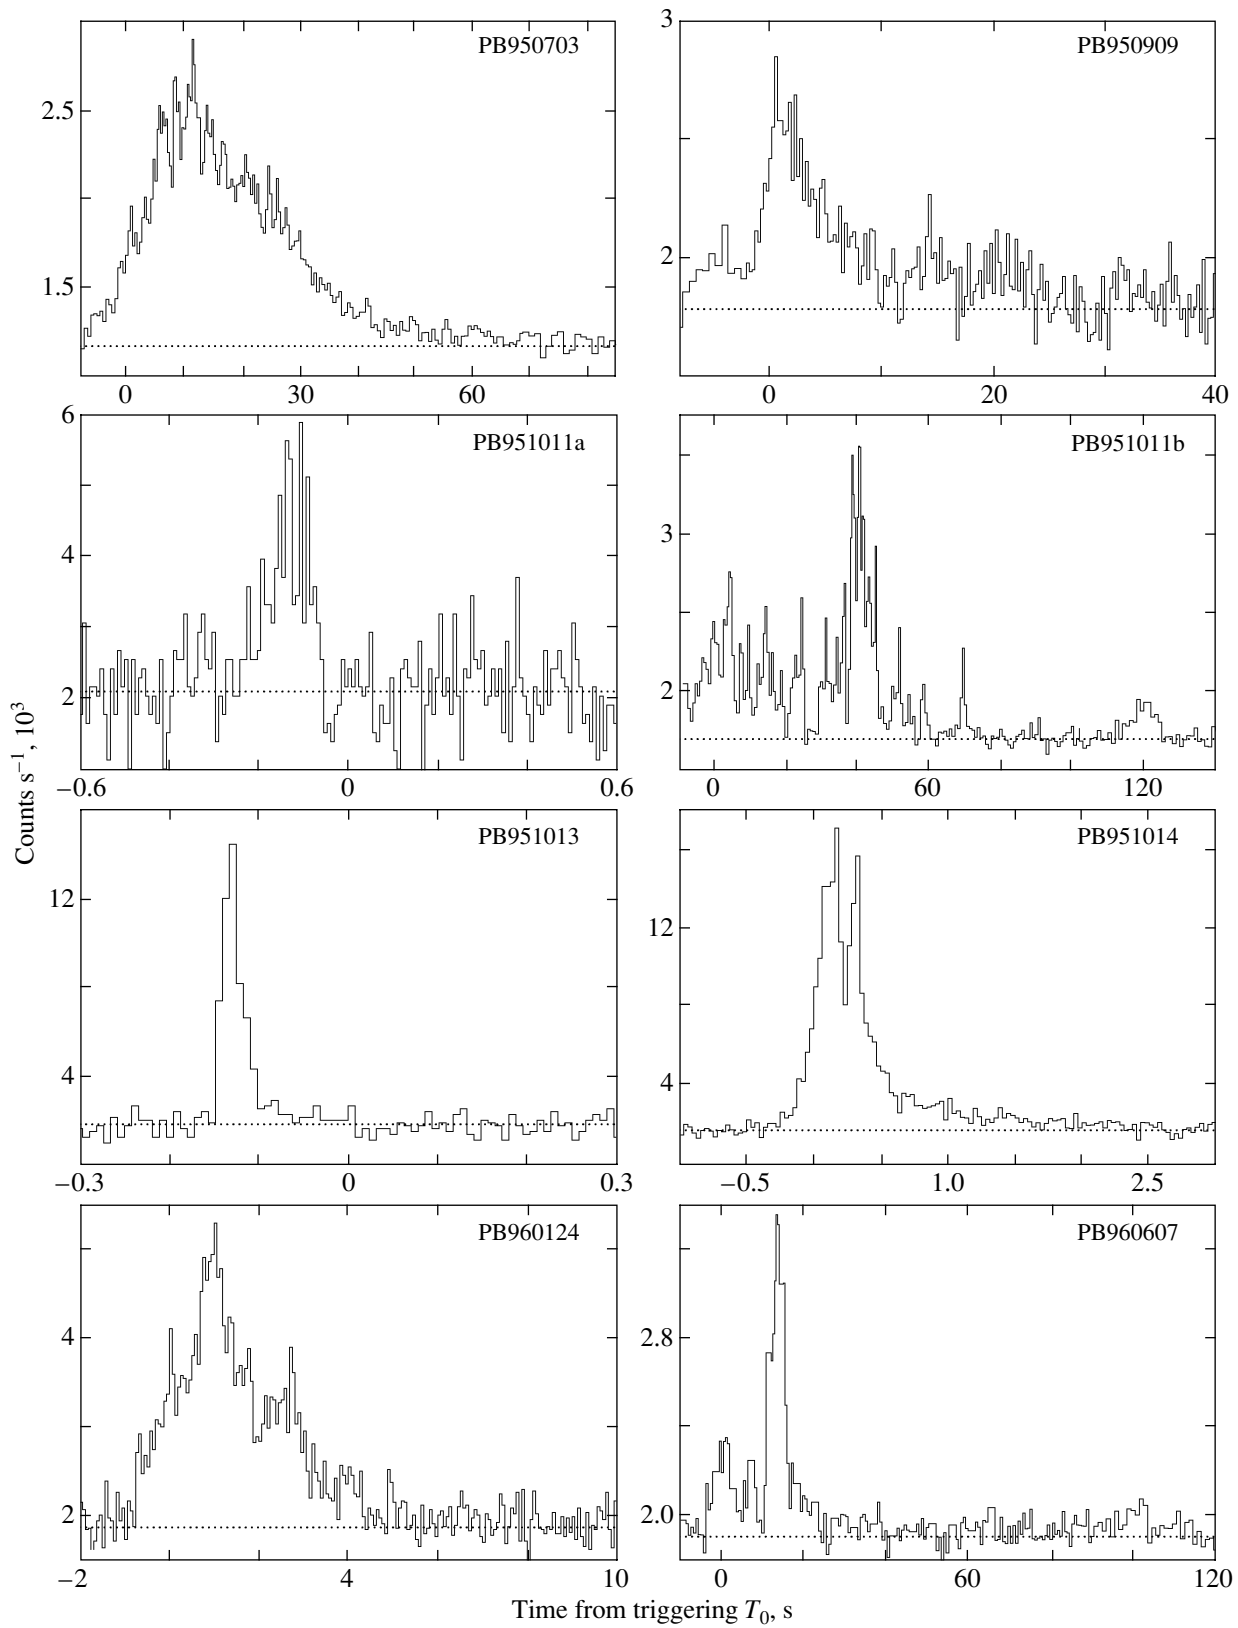 PB950703
2.5
1.5
0 30 60
PB950909
3
2
0 20 40
PB951011a
6
4
2
−0.6 0 0.6
PB951011b
3
2
0 60 120
PB951013
12
4
−0.3 0 0.3
PB951014
12
4
−0.5 1.0 2.5
PB960124
4
2
−2 4 10
PB960607
2.8
2.0
0 60 120
Counts s⁻¹, 10³
Time from triggering T₀, s